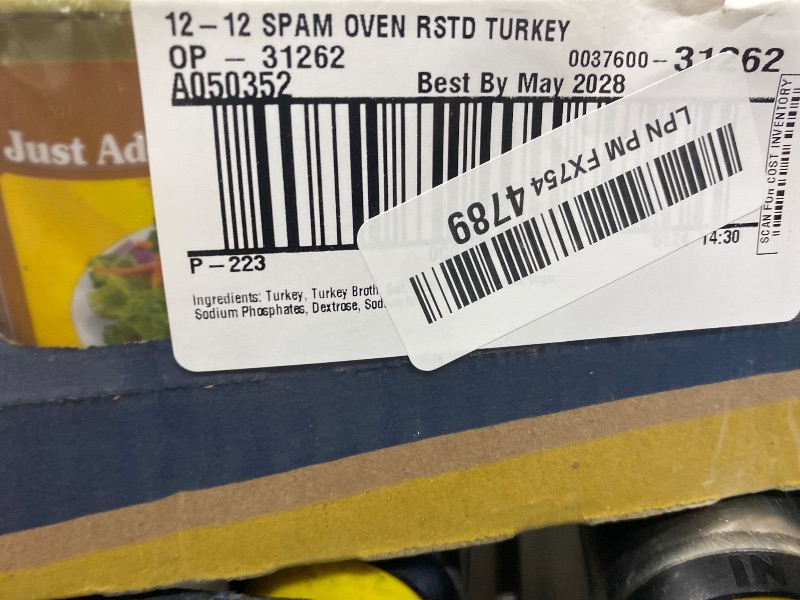 12-12 SPAM OVEN RSTD TURKEY
OP - 31262
0037600-31262
A050352
Best By May 2028
Just Ad
LPN PM FX754 4789
SCAN FOR COST INVENTORY
14:30
P-223
Ingredients: Turkey, Turkey Broth
Sodium Phosphates, Dextrose, Sod
IN